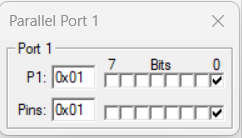 Parallel Port 1
Port 1
7 Bits 0
P1: 0x01
Pins: 0x01